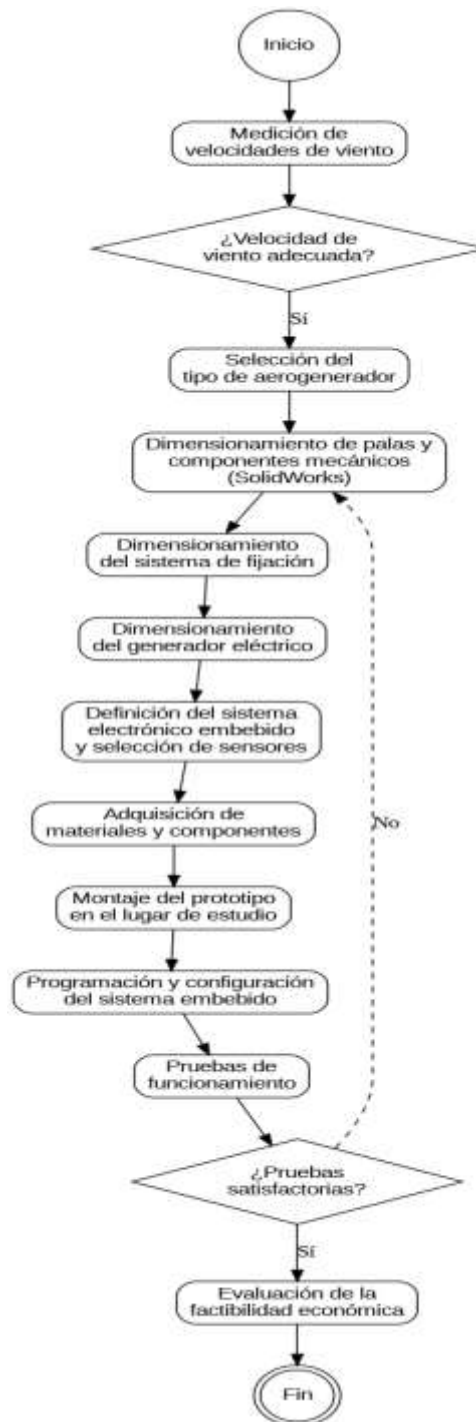 Inicio
Medición de
velocidades de viento
¿Velocidad de
viento adecuada?
Sí
Selección del
tipo de aerogenerador
Dimensionamiento de palas y
componentes mecánicos
(SolidWorks)
Dimensionamiento
del sistema de fijación
Dimensionamiento
del generador eléctrico
Definición del sistema
electrónico embebido
y selección de sensores
Adquisición de
materiales y componentes
No
Montaje del prototipo
en el lugar de estudio
Programación y configuración
del sistema embebido
Pruebas de
funcionamiento
¿Pruebas
satisfactorias?
Sí
Evaluación de la
factibilidad económica
Fin